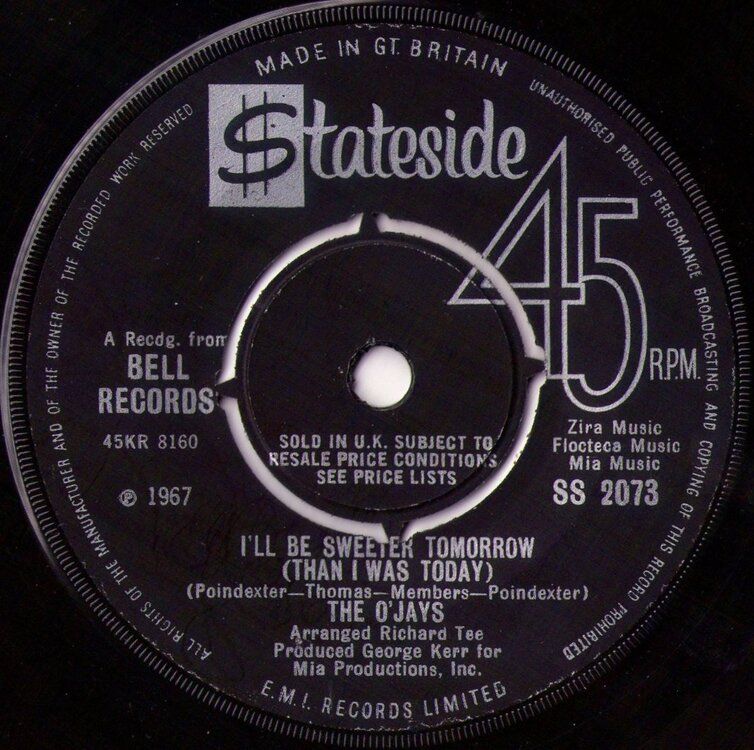 MADE IN GT. BRITAIN
UNAUTHORISED PUBLIC PERFORMANCE BROADCASTING AND COPYING OF THIS RECORD PROHIBITED
ALL RIGHTS OF THE MANUFACTURER AND OF THE OWNER OF THE RECORDED WORK RESERVED
$tateside
45
R.P.M.
A Recdg. from
BELL
RECORDS
45KR 8160
℗ 1967
SOLD IN U.K. SUBJECT TO
RESALE PRICE CONDITIONS
SEE PRICE LISTS
Zira Music
Flocteca Music
Mia Music
SS 2073
I'LL BE SWEETER TOMORROW
(THAN I WAS TODAY)
(Poindexter—Thomas—Members—Poindexter)
THE O'JAYS
Arranged Richard Tee
Produced George Kerr for
Mia Productions, Inc.
E.M.I. RECORDS LIMITED